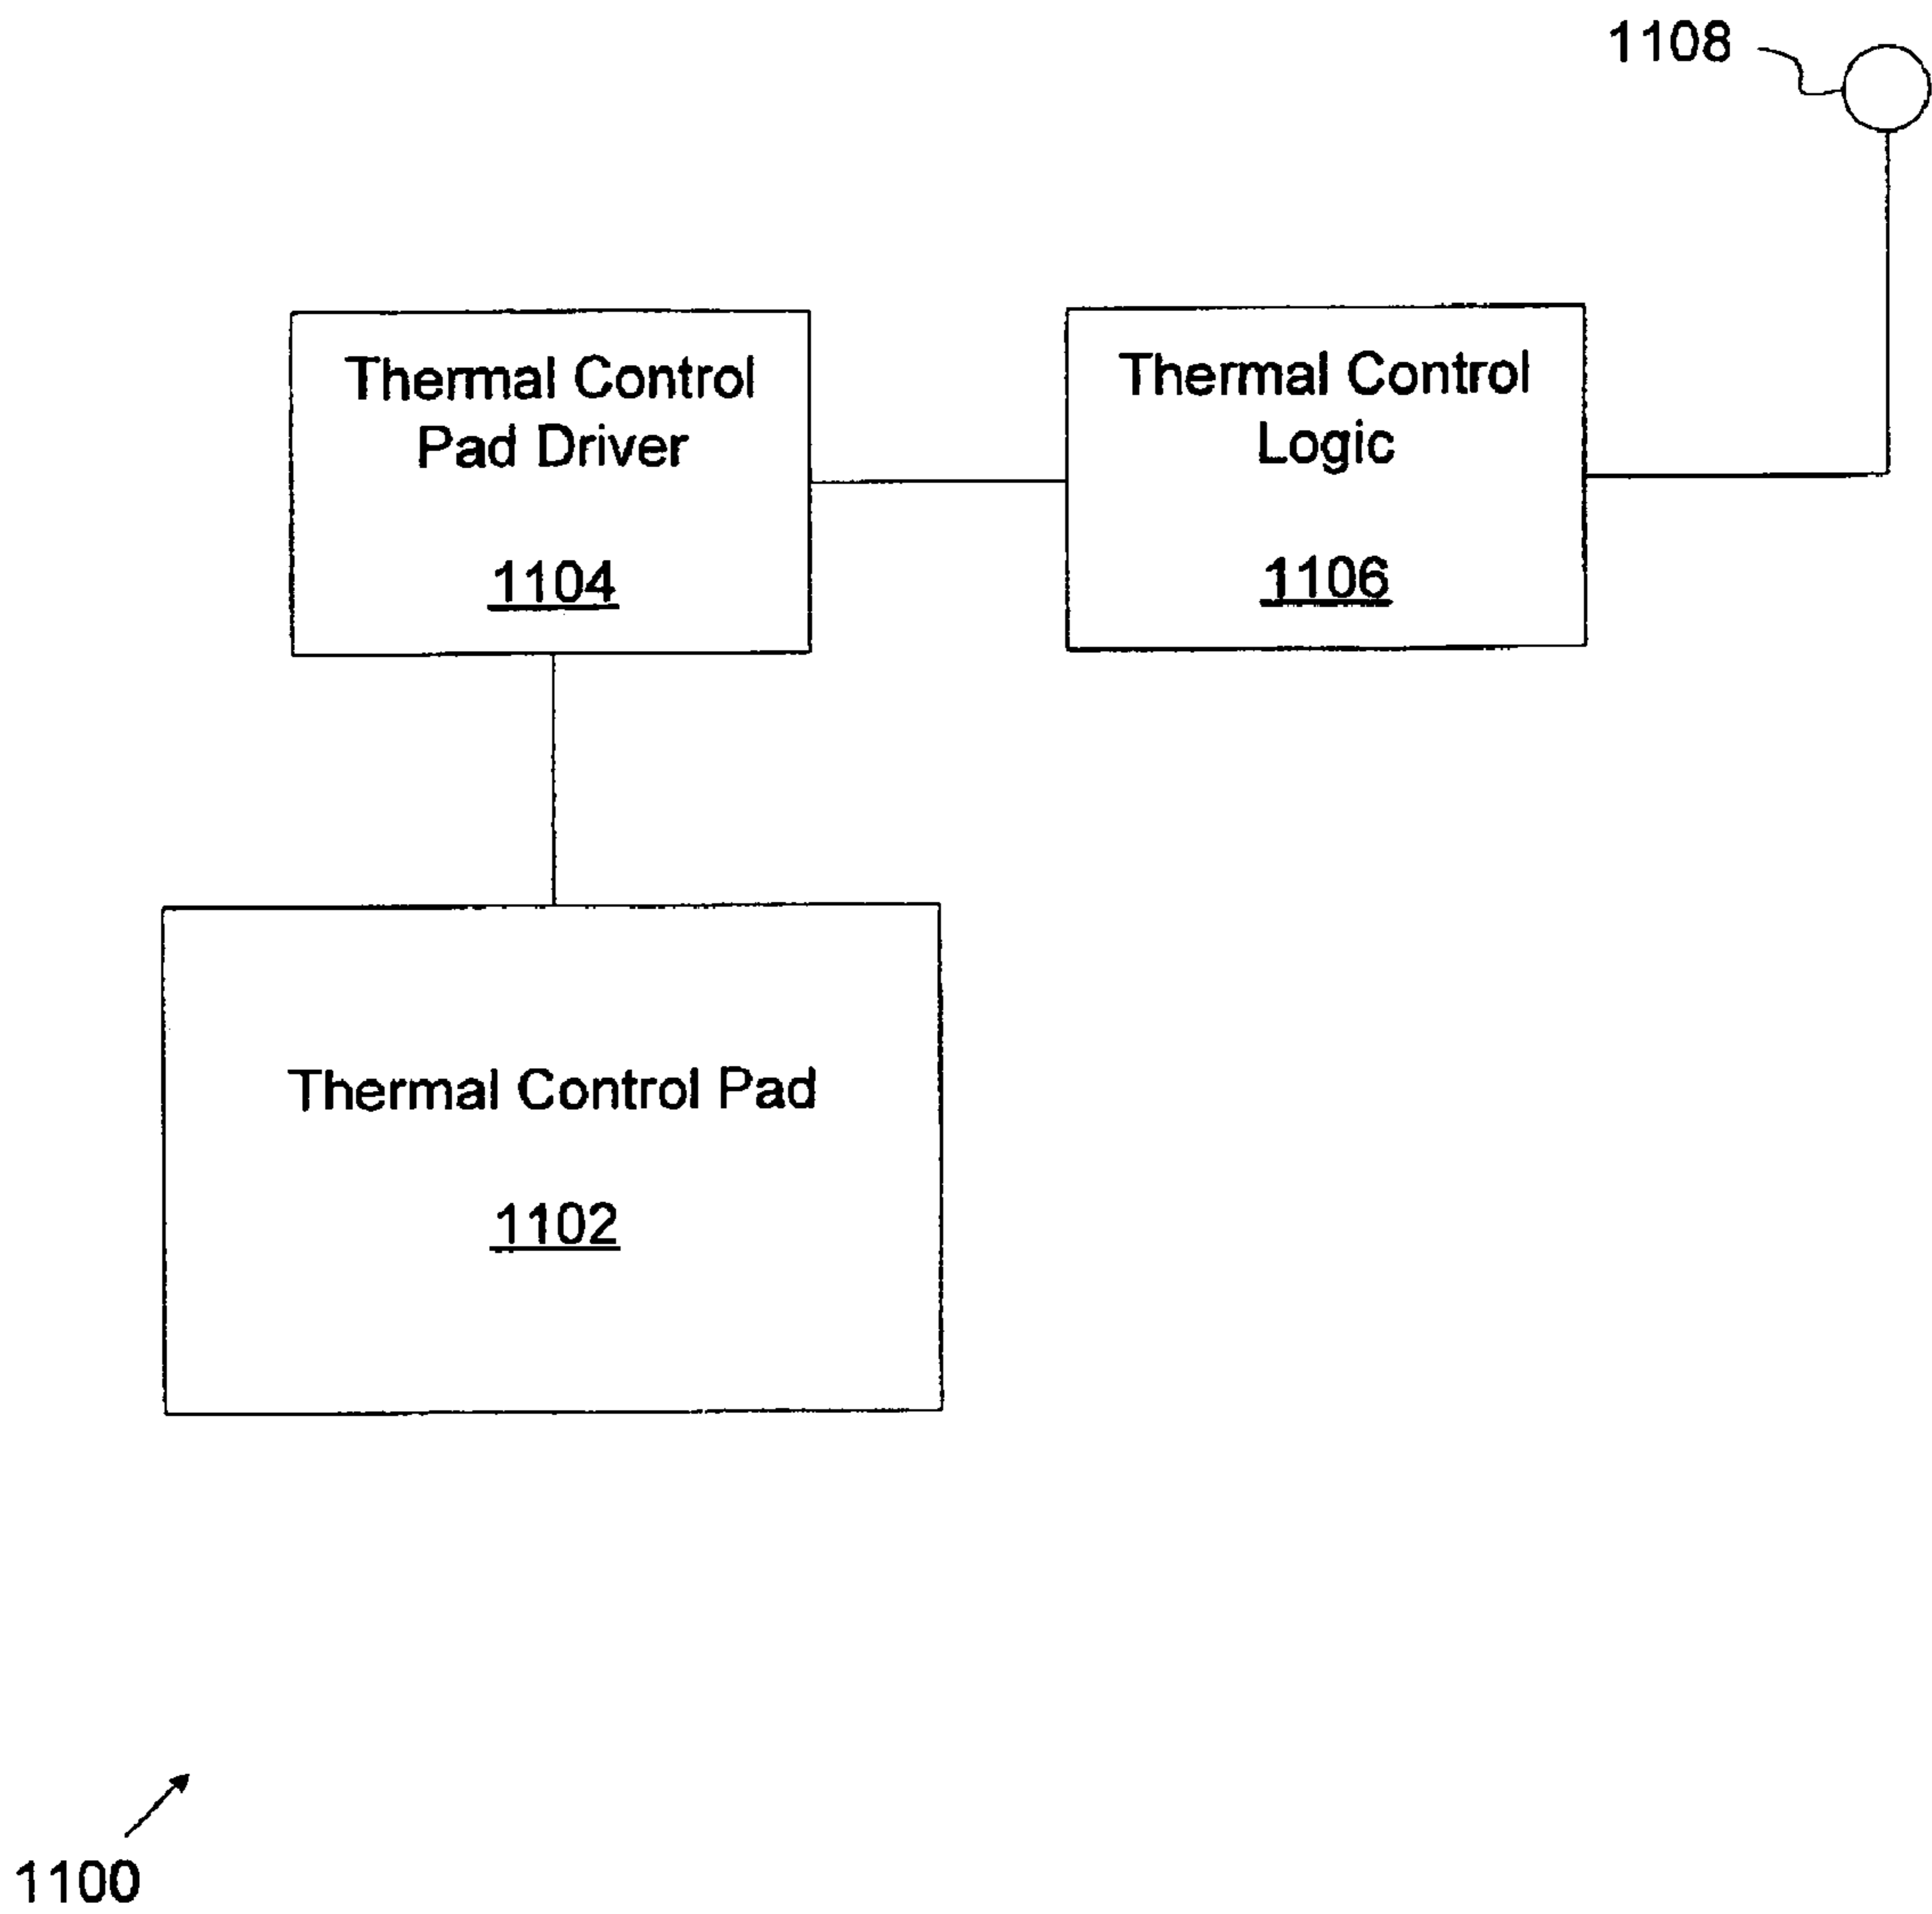 1108
Thermal Control
Pad Driver
1104
Thermal Control
Logic
1106
Thermal Control Pad
1102
1100